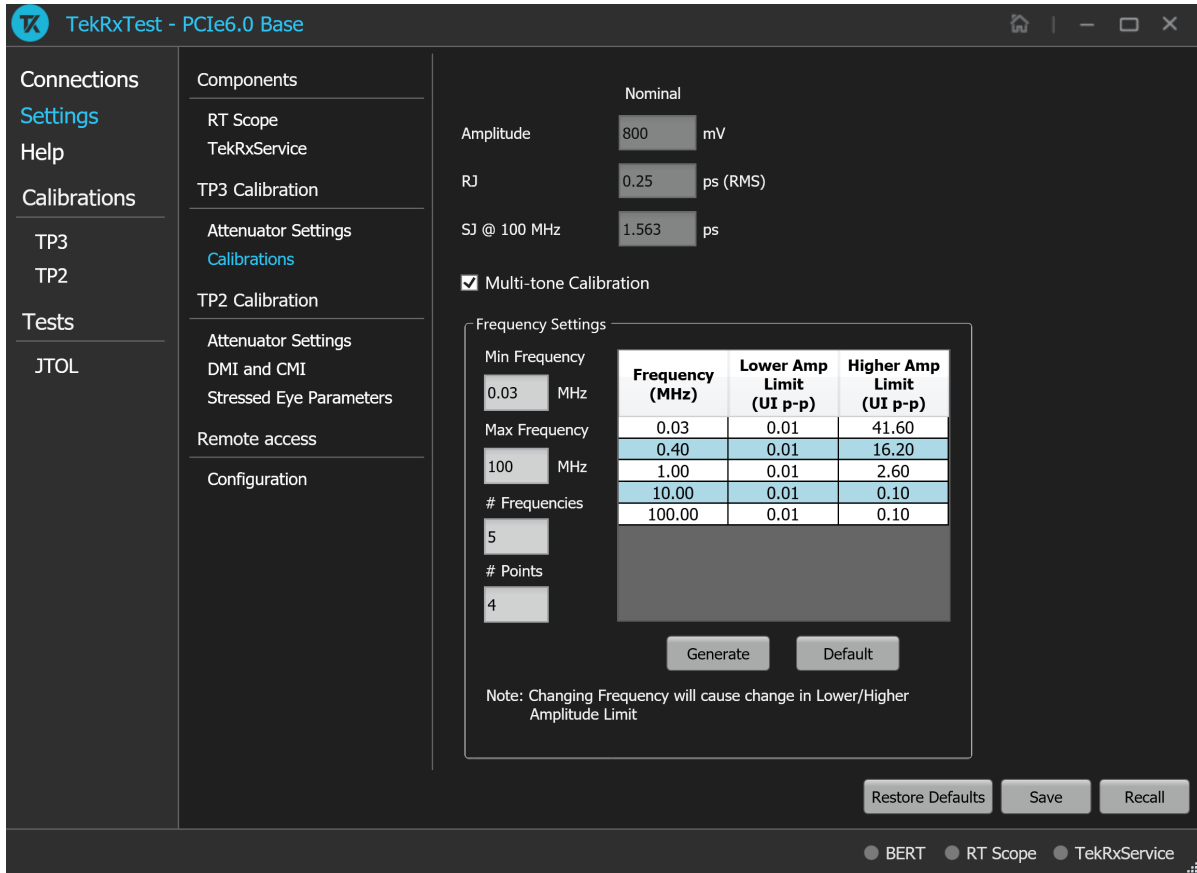 TekRxTest - PCIe6.0 Base
Connections
Settings
Help
Calibrations
TP3
TP2
Tests
JTOL
Components
RT Scope
TekRxService
TP3 Calibration
Attenuator Settings
Calibrations
TP2 Calibration
Attenuator Settings
DMI and CMI
Stressed Eye Parameters
Remote access
Configuration
Nominal
Amplitude 800 mV
RJ 0.25 ps (RMS)
SJ @ 100 MHz 1.563 ps
Multi-tone Calibration
Frequency Settings
Min Frequency
0.03 MHz
Max Frequency
100 MHz
# Frequencies
5
# Points
4
Frequency (MHz) Lower Amp Limit (UI p-p) Higher Amp Limit (UI p-p)
0.03 0.01 41.60
0.40 0.01 16.20
1.00 0.01 2.60
10.00 0.01 0.10
100.00 0.01 0.10
Generate Default
Note: Changing Frequency will cause change in Lower/Higher
Amplitude Limit
Restore Defaults Save Recall
BERT RT Scope TekRxService